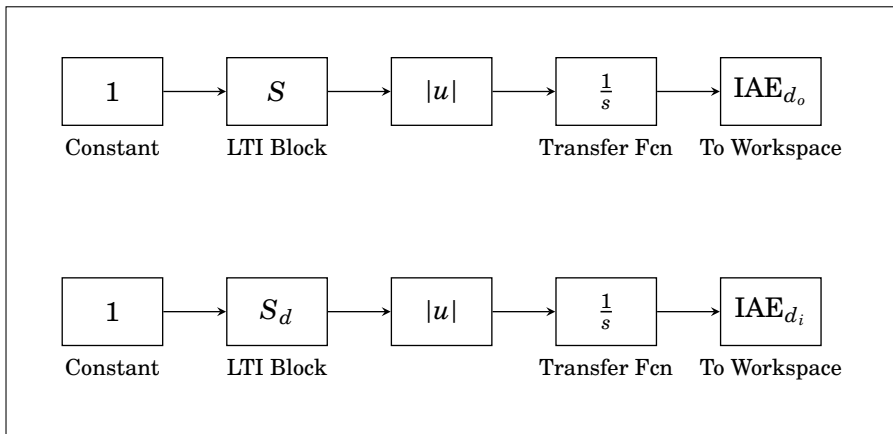 1 S |u| 1/s IAE_{d_o}
Constant LTI Block Transfer Fcn To Workspace
1 S_d |u| 1/s IAE_{d_i}
Constant LTI Block Transfer Fcn To Workspace